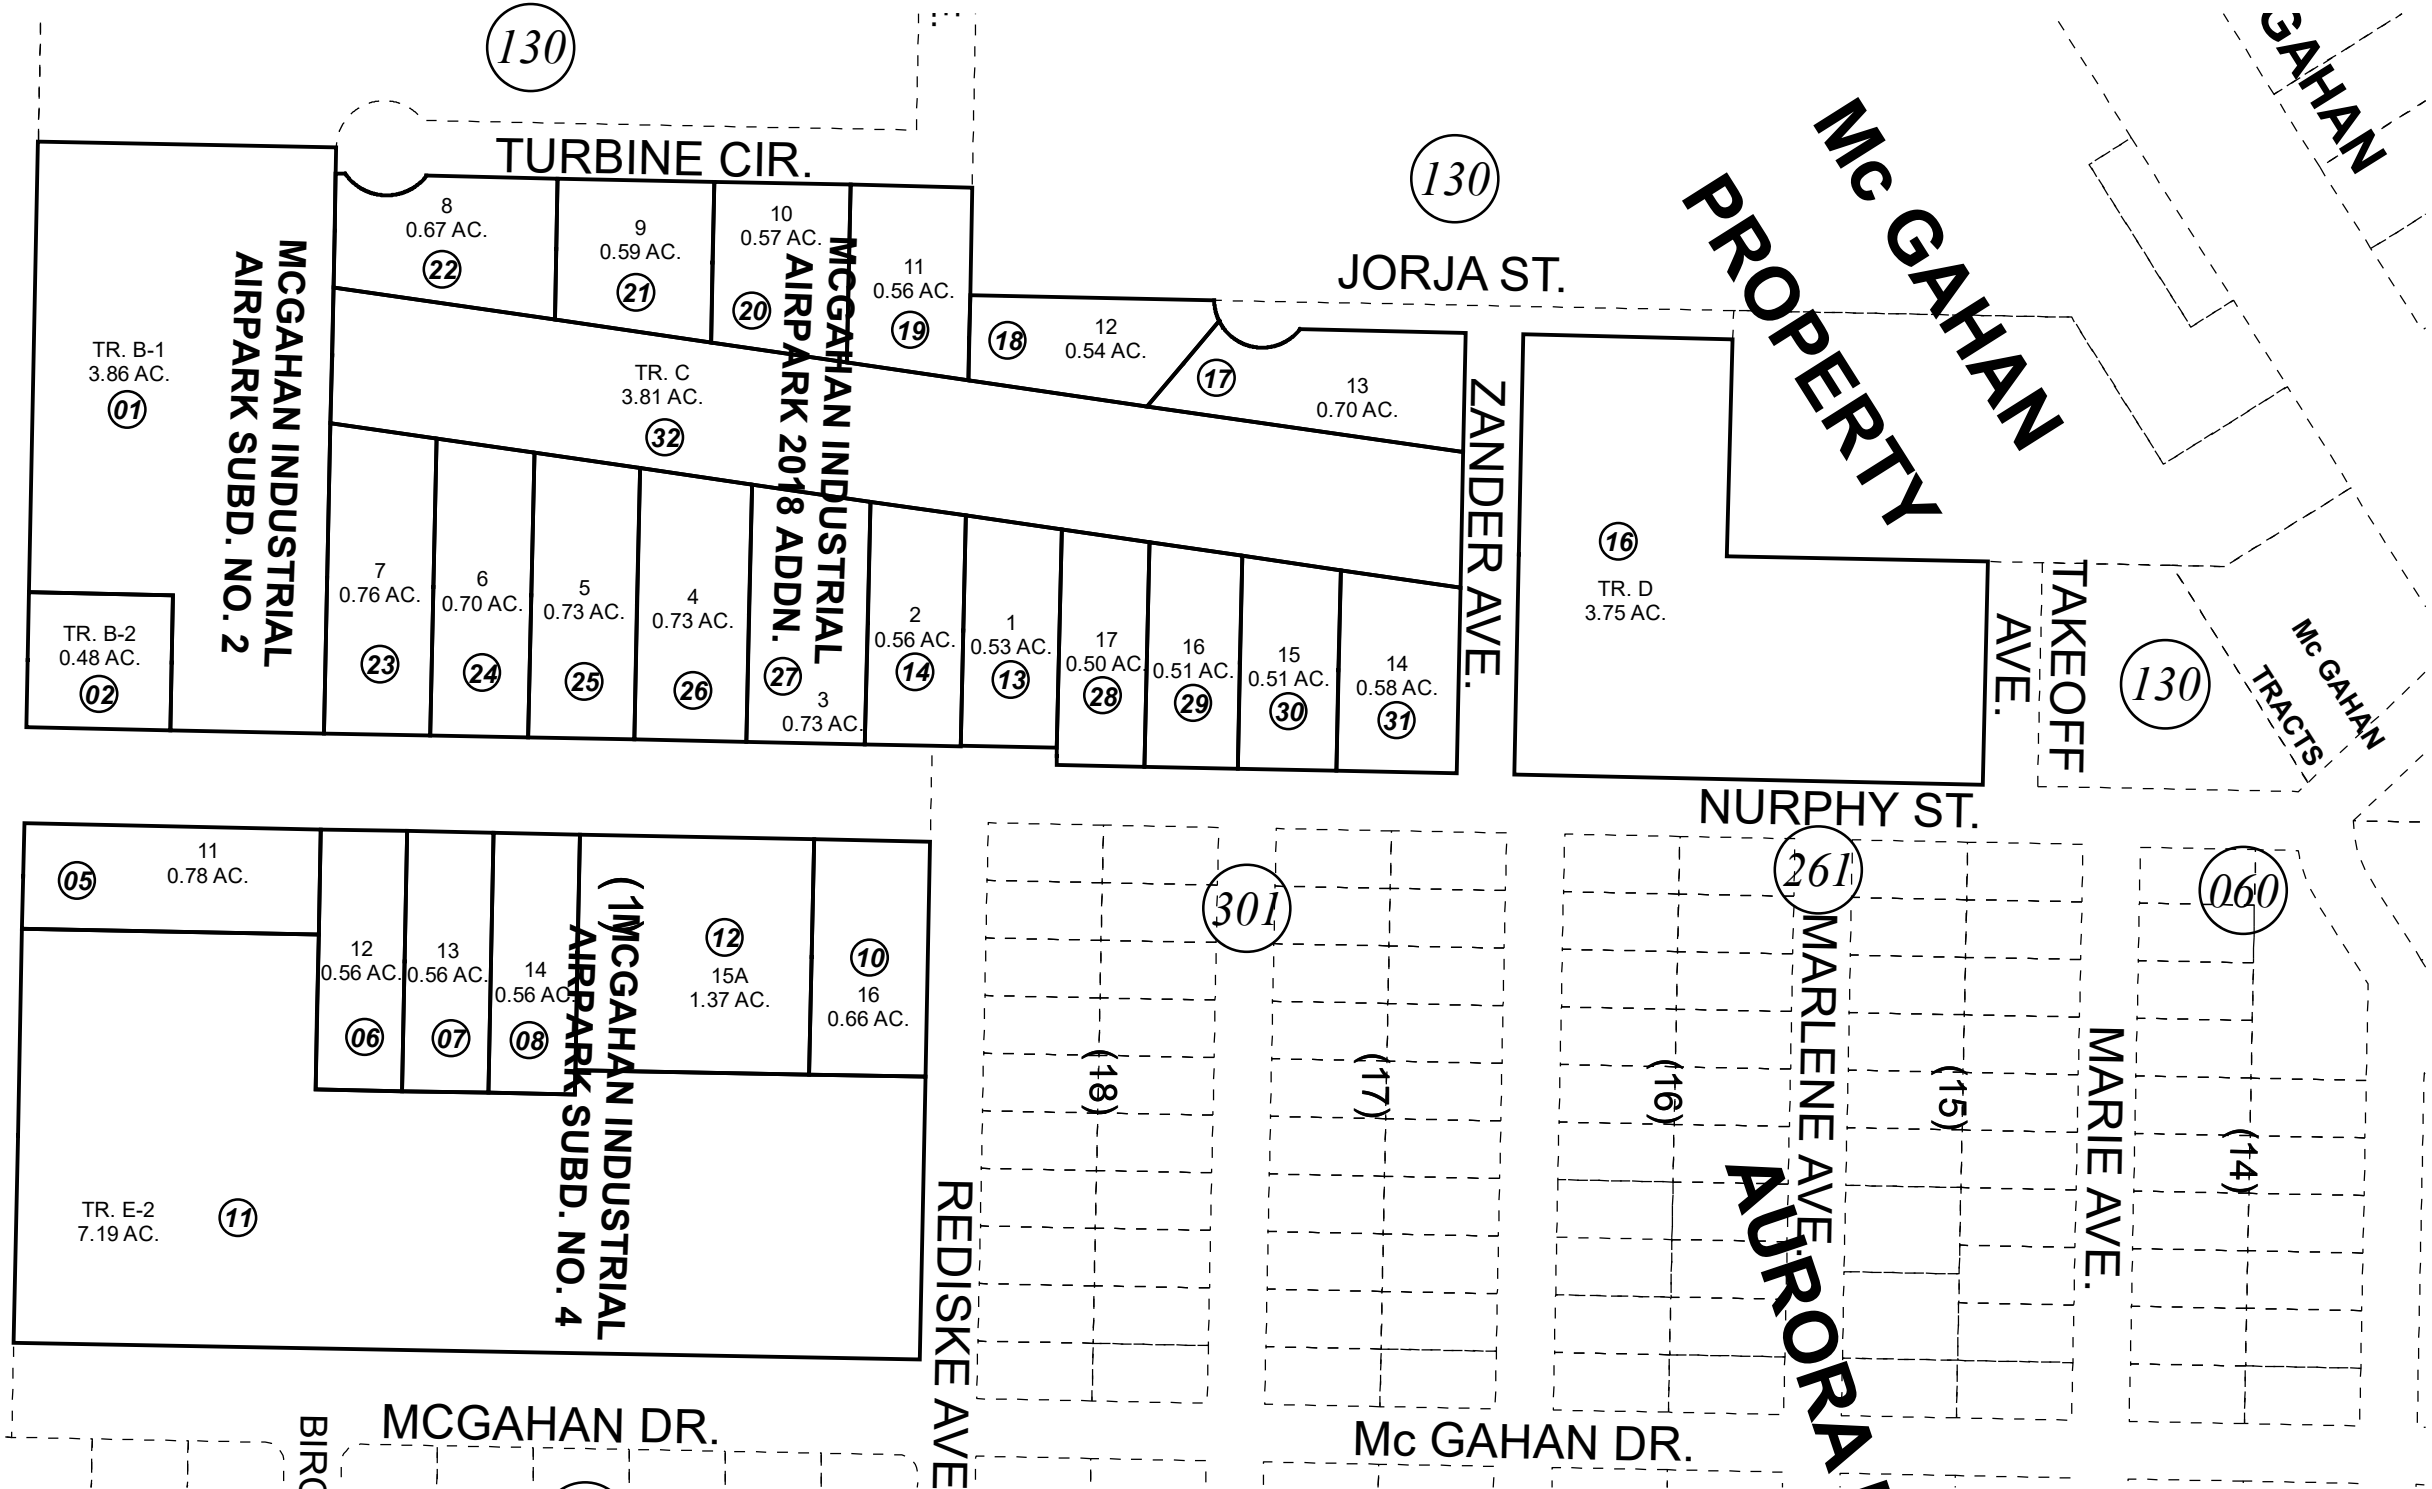 130
TURBINE CIR.
130
JORJA ST.
Mc GAHAN
PROPERTY
GAHAN
8
0.67 AC.
22
9
0.59 AC.
21
10
0.57 AC.
20
11
0.56 AC.
19
18
12
0.54 AC.
17
13
0.70 AC.
TR. B-1
3.86 AC.
01
MCGAHAN INDUSTRIAL
AIRPARK SUBD. NO. 2
TR. C
3.81 AC.
32
MCGAHAN INDUSTRIAL
AIRPARK 2018 ADDN.
ZANDER AVE.
16
TR. D
3.75 AC.
TR. B-2
0.48 AC.
02
7
0.76 AC.
23
6
0.70 AC.
24
5
0.73 AC.
25
4
0.73 AC.
26
27
3
0.73 AC.
2
0.56 AC.
14
1
0.53 AC.
13
17
0.50 AC.
28
16
0.51 AC.
29
15
0.51 AC.
30
14
0.58 AC.
31
TAKEOFF
AVE.
130
Mc GAHAN
TRACTS
NURPHY ST.
05
11
0.78 AC.
12
0.56 AC.
06
13
0.56 AC.
07
14
0.56 AC.
08
(1)
MCGAHAN INDUSTRIAL
AIRPARK SUBD. NO. 4
12
15A
1.37 AC.
10
16
0.66 AC.
301
261
060
(18)
(17)
(16)
MARLENE AVE.
(15)
MARIE AVE.
(14)
TR. E-2
7.19 AC.
11
REDISKE AVE
AURORA
MCGAHAN DR.
Mc GAHAN DR.
BIRC